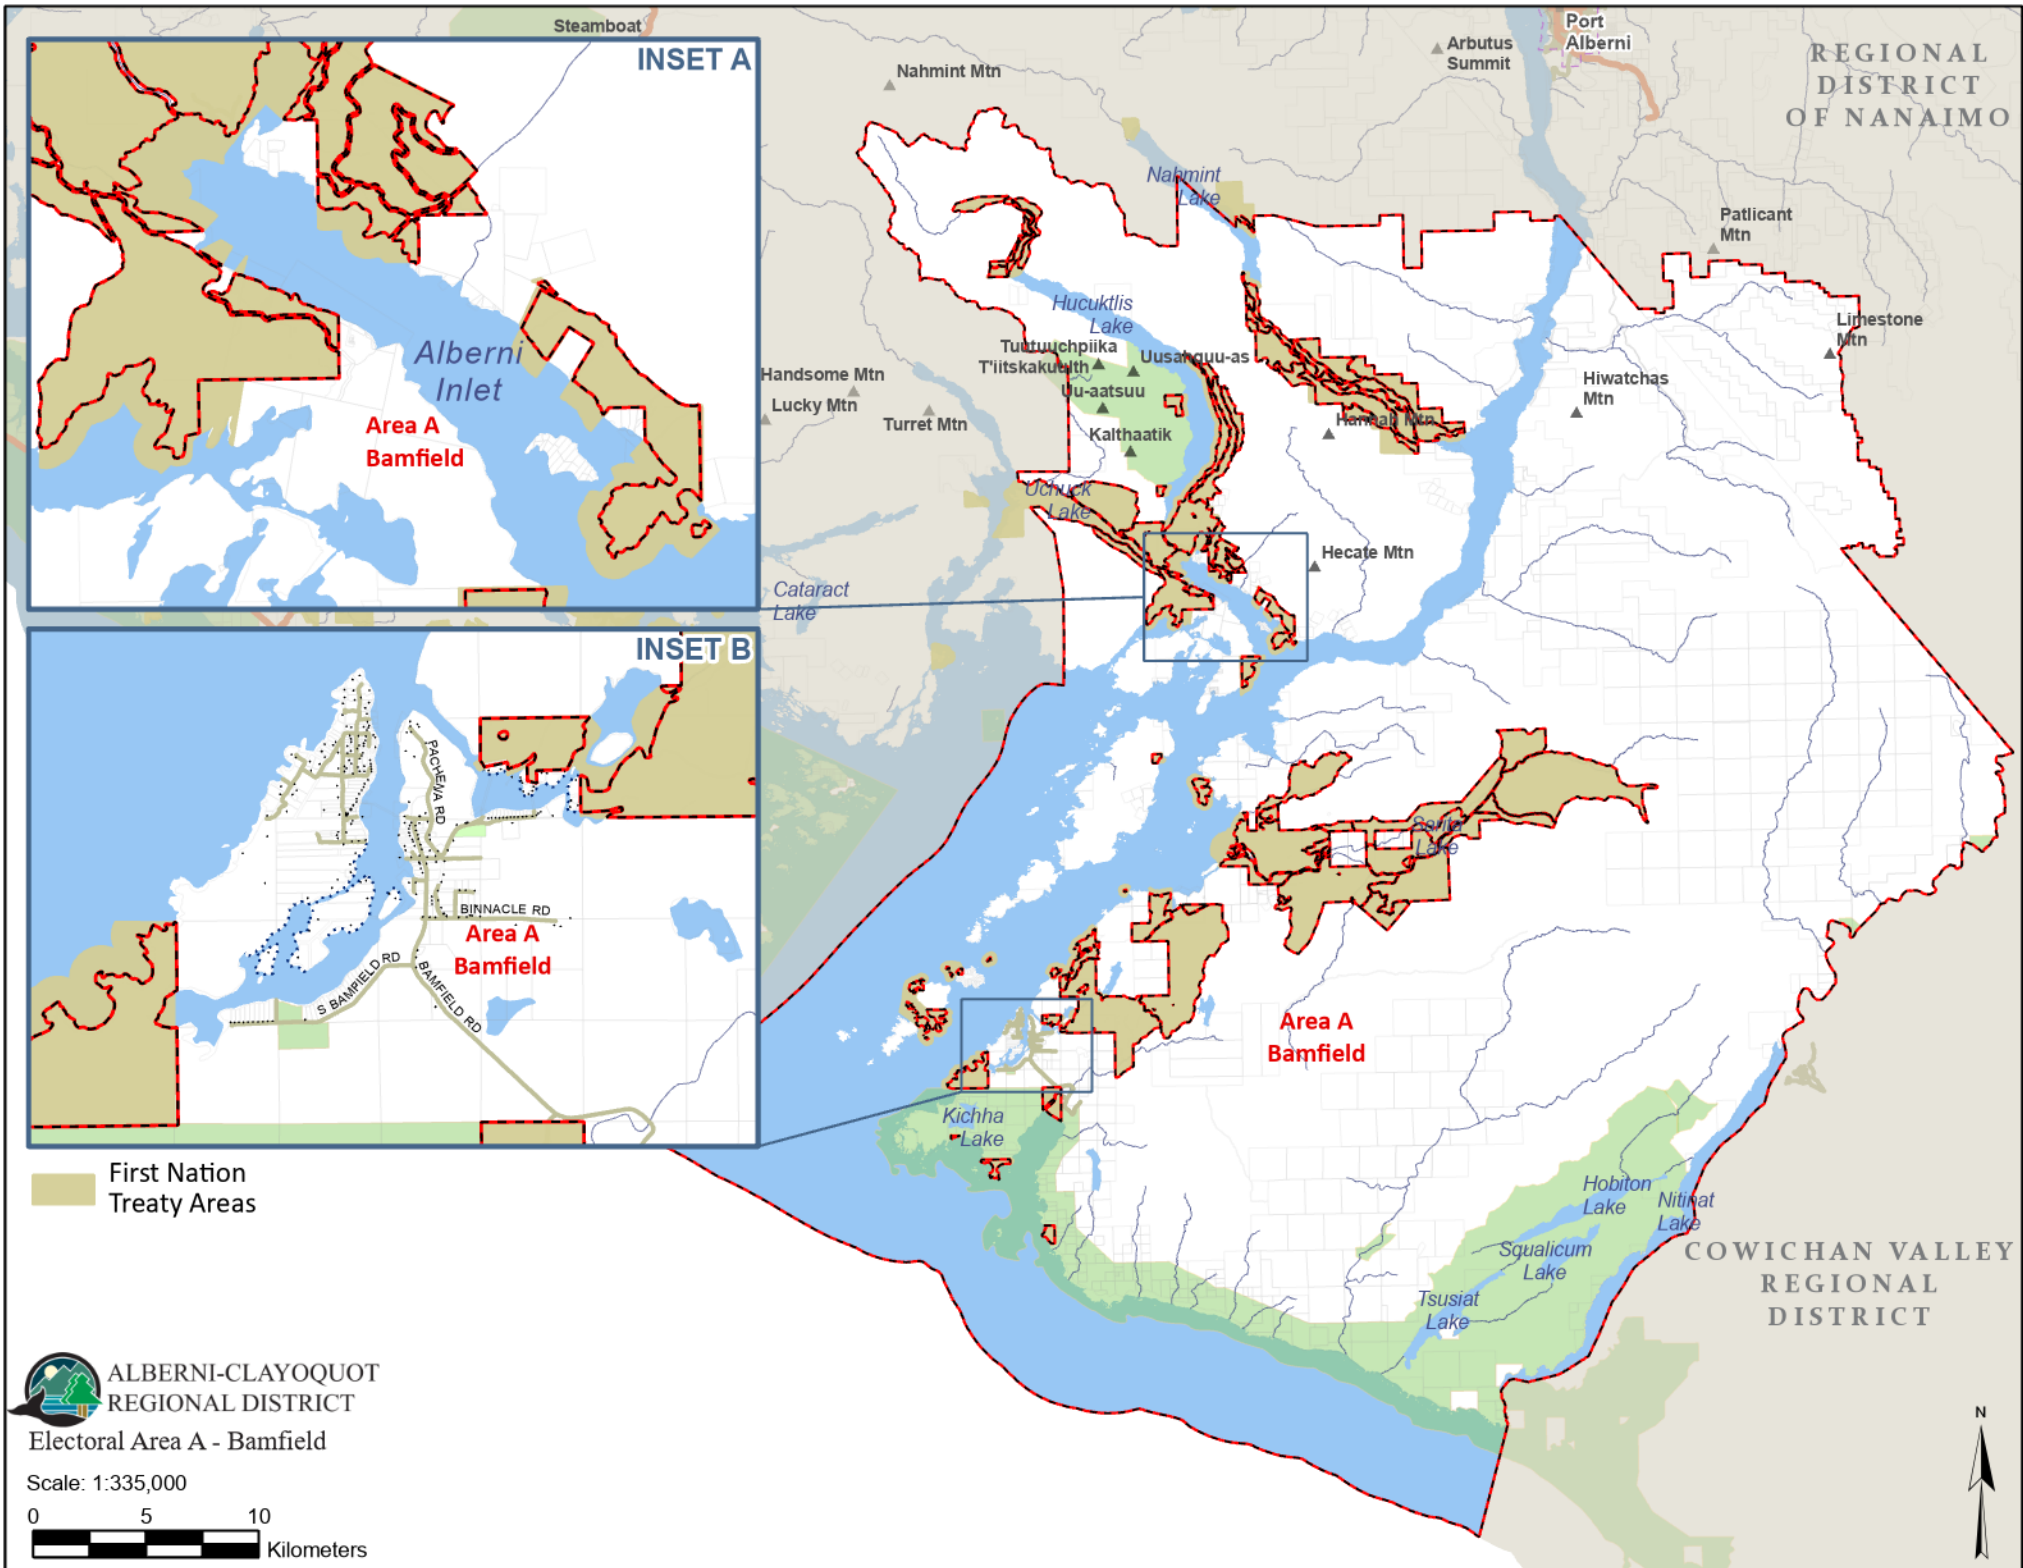 Steamboat
INSET A
Alberni
Inlet
Area A
Bamfield
INSET B
PACHENA RD
BINNACLE RD
Area A
Bamfield
S BAMFIELD RD
BAMFIELD RD
First Nation
Treaty Areas
ALBERNI-CLAYOQUOT
REGIONAL DISTRICT
Electoral Area A - Bamfield
Scale: 1:335,000
0 5 10
Kilometers
Nahmint Mtn
Arbutus
Summit
Port
Alberni
REGIONAL
DISTRICT
OF NANAIMO
Nahmint
Lake
Patlicant
Mtn
Hucuktlis
Lake
Limestone
Mtn
Tuutuuchpiika
T'iitskakuulth
Uusahquu-as
Uu-aatsuu
Handsome Mtn
Lucky Mtn
Turret Mtn
Kalthaatik
Hannah Mtn
Hiwatchas
Mtn
Uchuck
Lake
Hecate Mtn
Cataract
Lake
Sarita
Lake
Area A
Bamfield
Kichha
Lake
Hobiton
Lake
Nitinat
Lake
Squalicum
Lake
Tsusiat
Lake
COWICHAN VALLEY
REGIONAL
DISTRICT
N